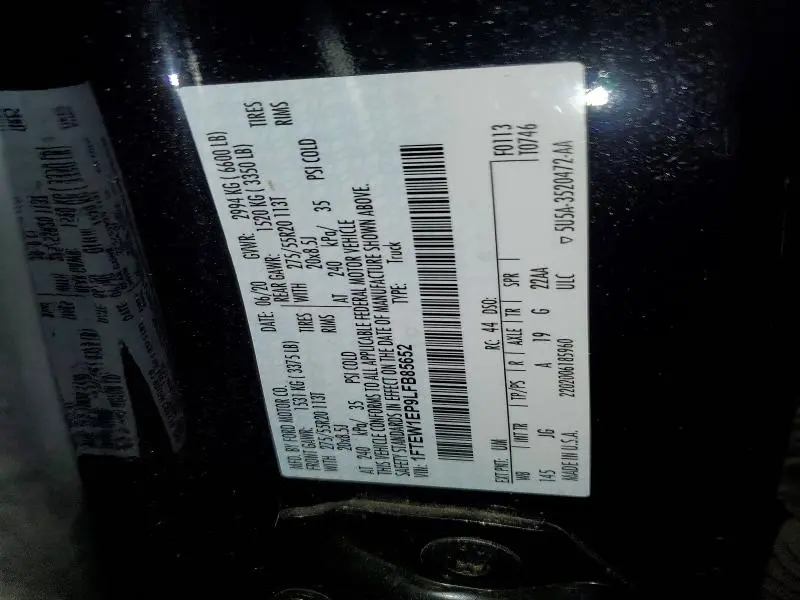 MFD. BY FORD MOTOR CO.
DATE: 06/20 GVWR: 2994 KG ( 6600 LB)
FRONT GAWR: 1531 KG ( 3375 LB) REAR GAWR: 1520 KG ( 3350 LB)
WITH 275/55R20 113T TIRES WITH 275/55R20 113T TIRES
20x8.5J RIMS 20x8.5J RIMS
AT 240 kPa/ 35 PSI COLD AT 240 kPa/ 35 PSI COLD
THIS VEHICLE CONFORMS TO ALL APPLICABLE FEDERAL MOTOR VEHICLE
SAFETY STANDARDS IN EFFECT ON THE DATE OF MANUFACTURE SHOWN ABOVE.
VIN: 1FTEW1EP9LFB85652 TYPE: Truck
F0113
T0746
EXT PNT: UM RC: 44 DSO:
WB INT TR TP/PS R AXLE TR SPR
145 JG A 19 G 22AA
MADE IN U.S.A. 2202006185960 ULC ▽ 5U5A-3520472-AA